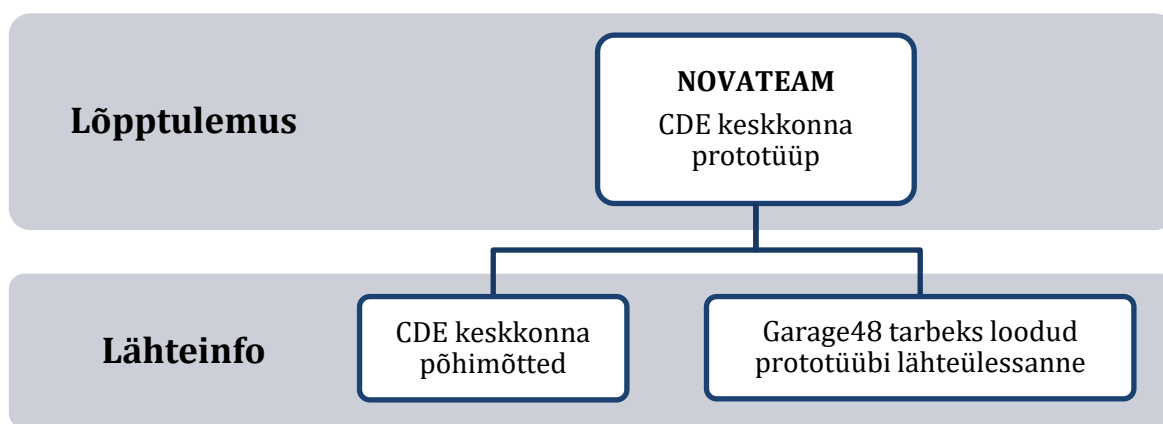 Lõpptulemus
NOVATEAM
CDE keskkonna
prototüüp
Lähteinfo
CDE keskkonna
põhimõtted
Garage48 tarbeks loodud
prototüübi lähteülessanne